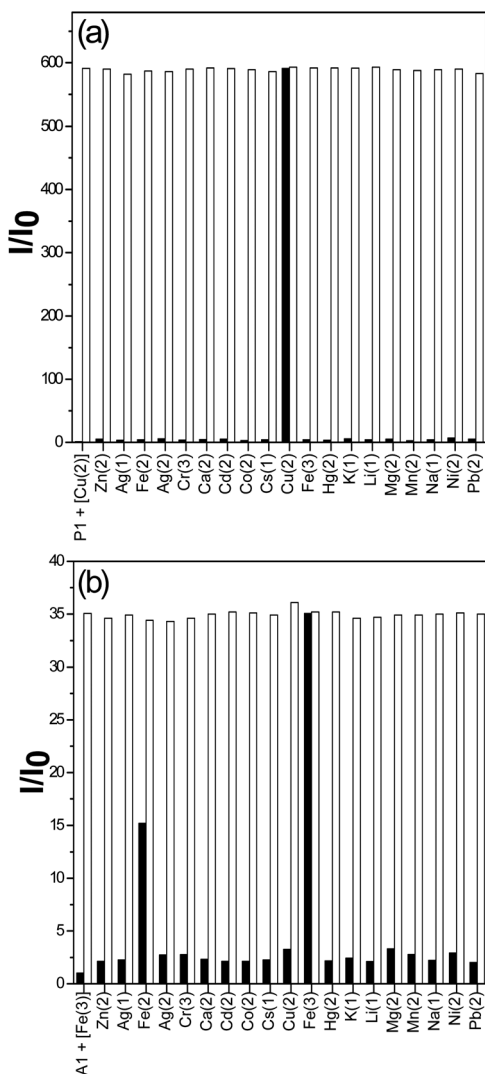 (a)
600
500
400
300
200
100
0
I/I0
P1 + [Cu(2)]
Zn(2)
Ag(1)
Fe(2)
Ag(2)
Cr(3)
Ca(2)
Cd(2)
Co(2)
Cs(1)
Cu(2)
Fe(3)
Hg(2)
K(1)
Li(1)
Mg(2)
Mn(2)
Na(1)
Ni(2)
Pb(2)
(b)
40
35
30
25
20
15
10
5
0
I/I0
A1 + [Fe(3)]
Zn(2)
Ag(1)
Fe(2)
Ag(2)
Cr(3)
Ca(2)
Cd(2)
Co(2)
Cs(1)
Cu(2)
Fe(3)
Hg(2)
K(1)
Li(1)
Mg(2)
Mn(2)
Na(1)
Ni(2)
Pb(2)